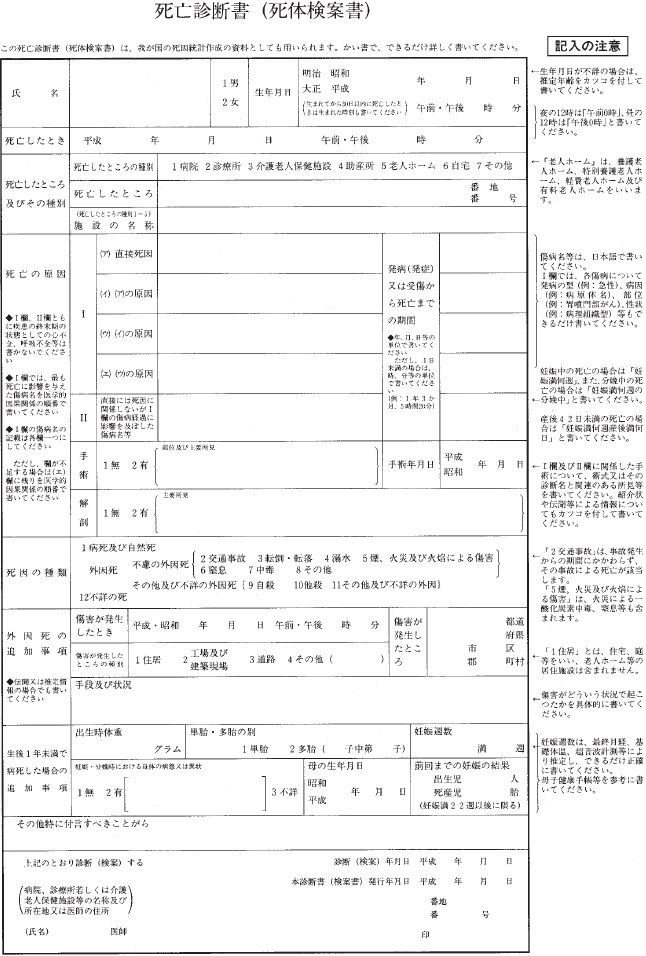 死亡診断書（死体検案書）
この死亡診断書（死体検案書）は、我が国の死因統計作成の資料としても用いられます。かい書で、できるだけ詳しく書いてください。
記入の注意
氏　名
1男
2女
生年月日
明治　昭和
大正　平成
年　月　日
(生まれてから30日以内に死亡したと
きは生まれた時刻も書いてください)
午前・午後　時　分
←生年月日が不詳の場合は、
推定年齢をカッコを付して
書いてください。
夜の12時は「午前0時」、昼の
12時は「午後0時」と書いて
ください。
死亡したとき
平成　年　月　日　午前・午後　時　分
死亡したところ
及びその種別
死亡したところの種別
1病院　2診療所　3介護老人保健施設　4助産所　5老人ホーム　6自宅　7その他
死亡したところ
番　地
番　号
(死亡したところの種別1～5)
施設の名称
←「老人ホーム」は、養護老
人ホーム、特別養護老人ホ
ーム、軽費老人ホーム及び
有料老人ホームをいいま
す。
死亡の原因
◆Ⅰ欄、Ⅱ欄とも
に疾患の終末期の
状態としての心不
全、呼吸不全等は
書かないでくださ
い
◆Ⅰ欄では、最も
死亡に影響を与え
た傷病名を医学的
因果関係の順番で
書いてください
◆Ⅰ欄の傷病名の
記載は各欄一つに
してください
ただし、欄が不
足する場合は(エ)
欄に残りを医学的
因果関係の順番で
書いてください
Ⅰ
(ア) 直接死因
(イ) (ア)の原因
(ウ) (イ)の原因
(エ) (ウ)の原因
発病(発症)
又は受傷か
ら死亡まで
の期間
◆年、月、日等の
単位で書いてくだ
さい
ただし、1日
未満の場合は、
時、分等の単位
で書いてください
(例：1年3か
月、5時間20分)
Ⅱ
直接には死因に
関係しないがⅠ
欄の傷病経過に
影響を及ぼした
傷病名等
傷病名等は、日本語で書い
てください。
Ⅰ欄では、各傷病について
発病の型（例：急性）、病因
（例：病原体名）、部位
（例：胃噴門部がん）、性状
（例：病理組織型）等もで
きるだけ書いてください。
妊娠中の死亡の場合は「妊
娠満何週」、また、分娩中の死
亡の場合は「妊娠満何週の
分娩中」と書いてください。
産後42日未満の死亡の場
合は「妊娠満何週産後満何
日」と書いてください。
手
術
1無　2有
部位及び主要所見
手術年月日
平成
昭和
年　月　日
解
剖
1無　2有
主要所見
←Ⅰ欄及びⅡ欄に関係した手
術について、術式又はその
診断名と関連のある所見等
を書いてください。紹介状
や伝聞等による情報につい
てもカッコを付して書いて
ください。
死因の種類
1病死及び自然死
外因死
不慮の外因死｛2交通事故　3転倒・転落　4溺水　5煙、火災及び火焔による傷害
6窒息　7中毒　8その他
その他及び不詳の外因死｛9自殺　10他殺　11その他及び不詳の外因｝
12不詳の死
←「2交通事故」は、事故発生
からの期間にかかわらず、
その事故による死亡が該当
します。
「5煙、火災及び火焔によ
る傷害」は、火災による一
酸化炭素中毒、窒息等も含
まれます。
外因死の
追加事項
◆伝聞又は推定情
報の場合でも書い
てください
傷害が発生
したとき
平成・昭和　年　月　日　午前・午後　時　分
傷害が発生した
ところの種別
1住居　2工場及び建築現場　3道路　4その他（　）
傷害が
発生し
たとこ
ろ
都道
府県
市　区
郡　町村
手段及び状況
←「1住居」とは、住宅、庭
等をいい、老人ホーム等の
居住施設は含まれません。
←傷害がどういう状況で起こ
ったかを具体的に書いてく
ださい。
生後1年未満で
病死した場合の
追加事項
出生時体重
グラム
単胎・多胎の別
1単胎　2多胎（　子中第　子）
妊娠週数
満　週
妊娠・分娩時における母体の病態又は異状
1無　2有
3不詳
母の生年月日
昭和
平成
年　月　日
前回までの妊娠の結果
出生児　人
死産児　胎
(妊娠満22週以後に限る)
←妊娠週数は、最終月経、基
礎体温、超音波計測等によ
り推定し、できるだけ正確
に書いてください。
母子健康手帳等を参考に書
いてください。
その他特に付言すべきことがら
上記のとおり診断（検案）する
診断（検案）年月日　平成　年　月　日
本診断書（検案書）発行年月日　平成　年　月　日
(病院、診療所若しくは介護
老人保健施設等の名称及び
所在地又は医師の住所)
番地
番　号
(氏名)　医師
印